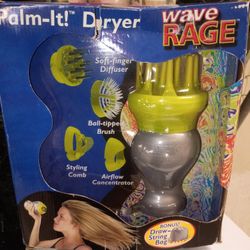 Palm-It!™ Dryer
wave
RAGE
Soft-finger
Diffuser
Ball-tipped
Brush
Styling
Comb
Airflow
Concentrator
BONUS!
Draw-
String
Bag